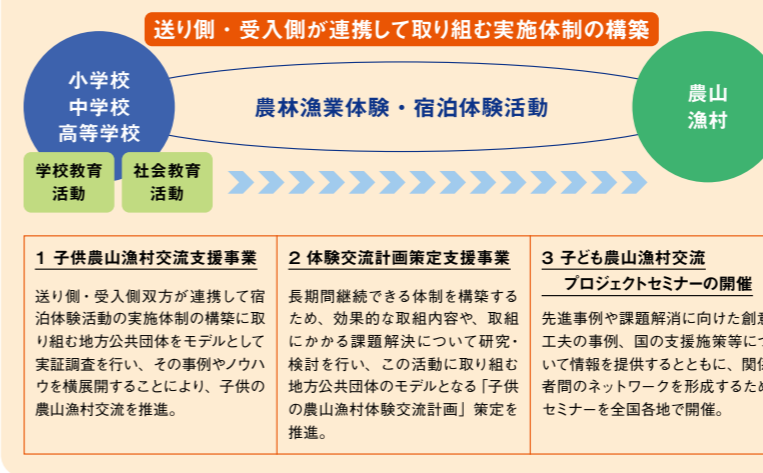 送り側・受入側が連携して取り組む実施体制の構築
小学校
中学校
高等学校
農林漁業体験・宿泊体験活動
農山
漁村
学校教育
活動
社会教育
活動
1 子供農山漁村交流支援事業
送り側・受入側双方が連携して宿
泊体験活動の実施体制の構築に取
り組む地方公共団体をモデルとして
実証調査を行い、その事例やノウハ
ウを横展開することにより、子供の
農山漁村交流を推進。
2 体験交流計画策定支援事業
長期間継続できる体制を構築する
ため、効果的な取組内容や、取組
にかかる課題解決について研究・
検討を行い、この活動に取り組む
地方公共団体のモデルとなる「子供
の農山漁村体験交流計画」策定を
推進。
3 子ども農山漁村交流
プロジェクトセミナーの開催
先進事例や課題解消に向けた創意
工夫の事例、国の支援施策等につ
いて情報を提供するとともに、関係
者間のネットワークを形成するため
セミナーを全国各地で開催。